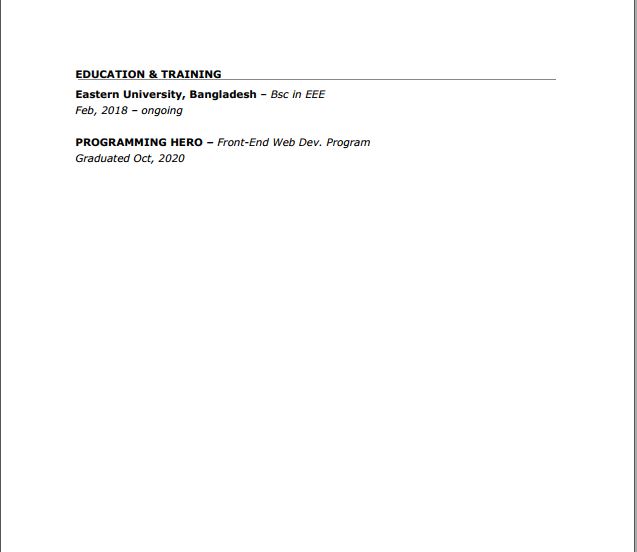 EDUCATION & TRAINING
Eastern University, Bangladesh – Bsc in EEE
Feb, 2018 – ongoing
PROGRAMMING HERO – Front-End Web Dev. Program
Graduated Oct, 2020